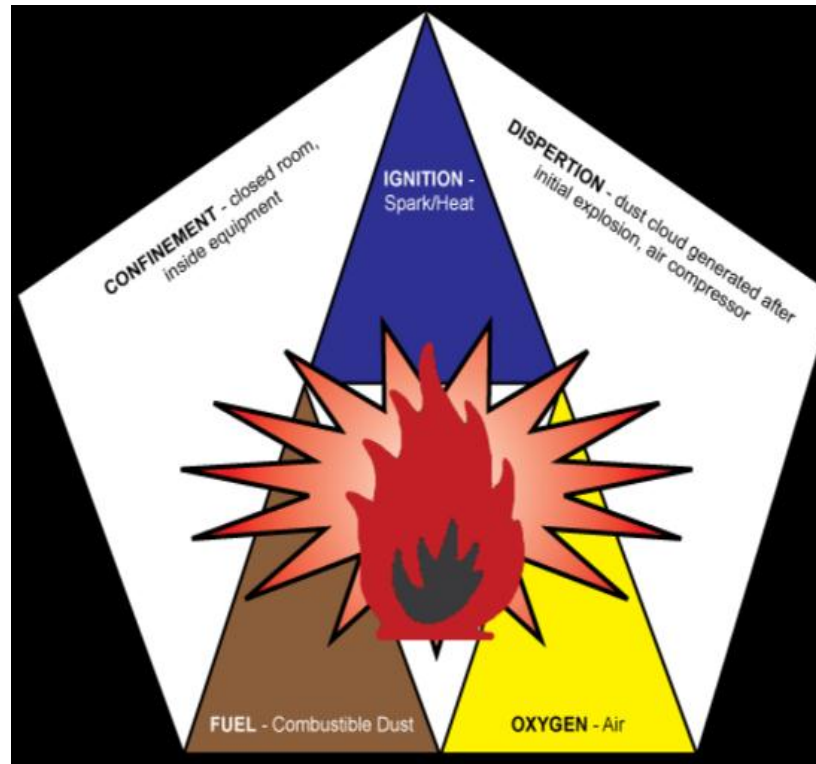 CONFINEMENT - closed room,
inside equipment
IGNITION -
Spark/Heat
DISPERTION - dust cloud generated after
initial explosion, air compressor
FUEL - Combustible Dust
OXYGEN - Air